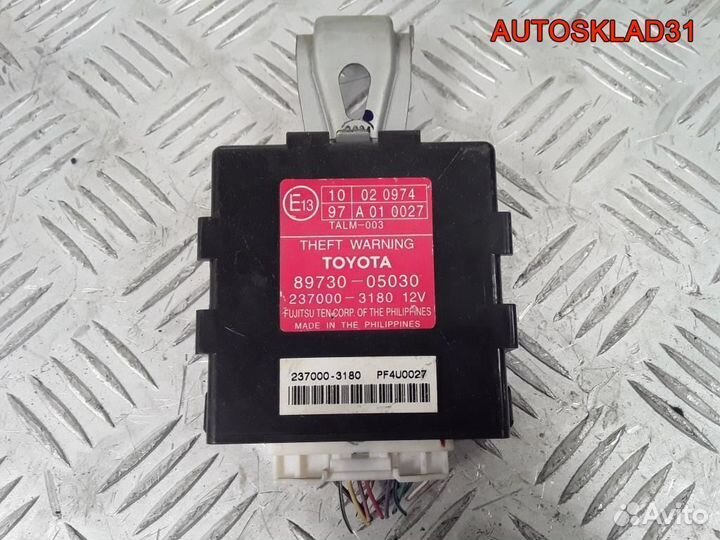 AUTOSKLAD31
E13
10 02 0974
97 A 01 0027
TALM-003
THEFT WARNING
TOYOTA
89730-05030
237000-3180 12V
FUJITSU TEN CORP. OF THE PHILIPPINES
MADE IN THE PHILIPPINES
237000-3180 PF4U0027
Avito